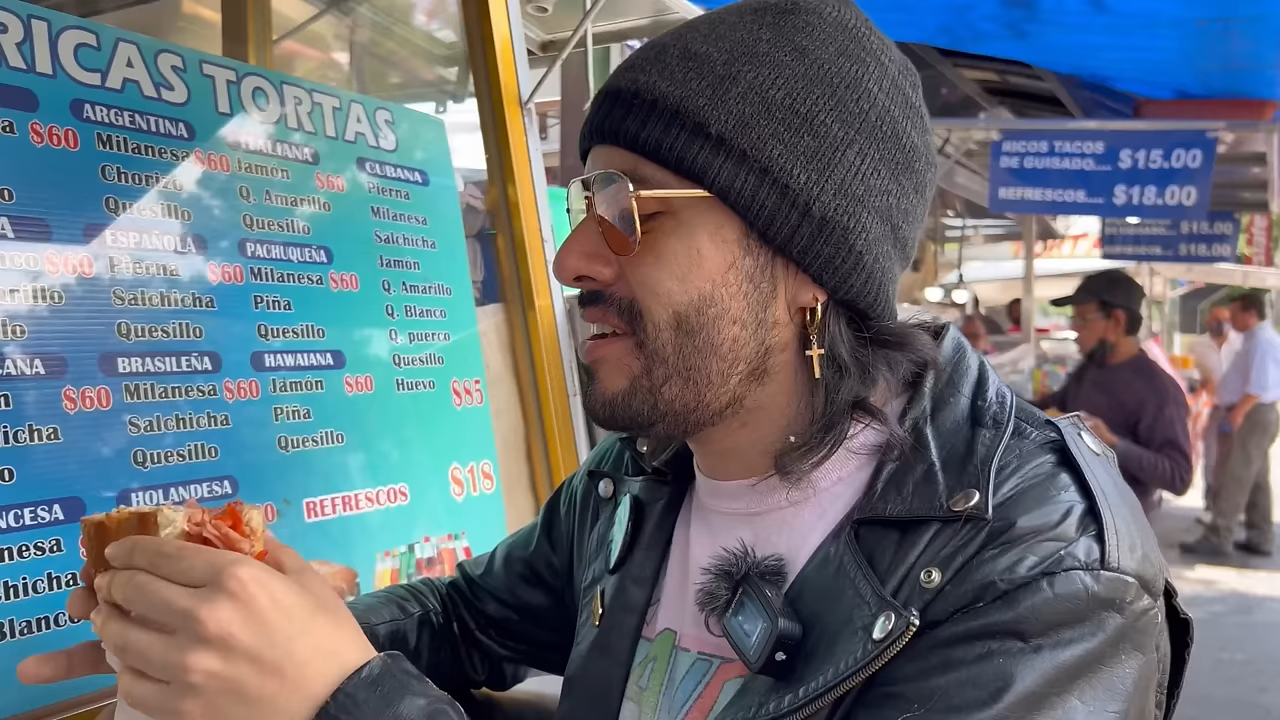 RICAS TORTAS
$60
ARGENTINA
Milanesa $60
Chorizo
Quesillo
ITALIANA
Jamón $60
Q. Amarillo
Quesillo
CUBANA
Pierna
Milanesa
Salchicha
Jamón
Q. Amarillo
Q. Blanco
Q. puerco
Quesillo
Huevo $85
$60
ESPAÑOLA
Pierna $60
Salchicha
Quesillo
PACHUQUEÑA
Milanesa $60
Piña
Quesillo
$60
BRASILEÑA
Milanesa $60
Salchicha
Quesillo
HAWAIANA
Jamón $60
Piña
Quesillo
HOLANDESA
REFRESCOS $18
RICOS TACOS
DE GUISADO.... $15.00
REFRESCOS.... $18.00
$15.00
$18.00